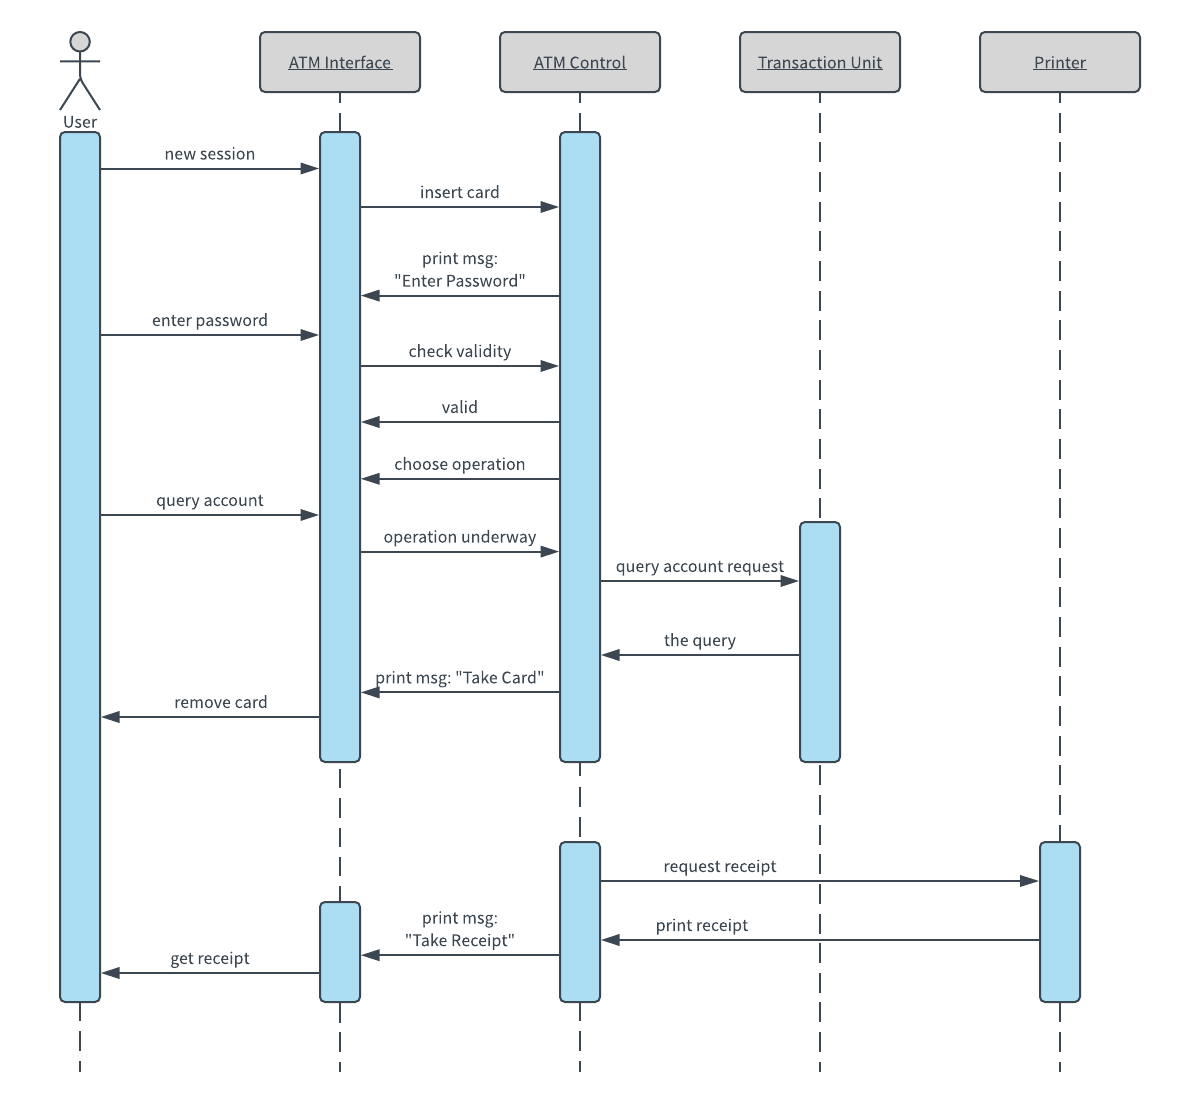 ATM Interface
ATM Control
Transaction Unit
Printer
User
new session
insert card
print msg:
"Enter Password"
enter password
check validity
valid
choose operation
query account
operation underway
query account request
the query
print msg: "Take Card"
remove card
request receipt
print msg:
"Take Receipt"
print receipt
get receipt